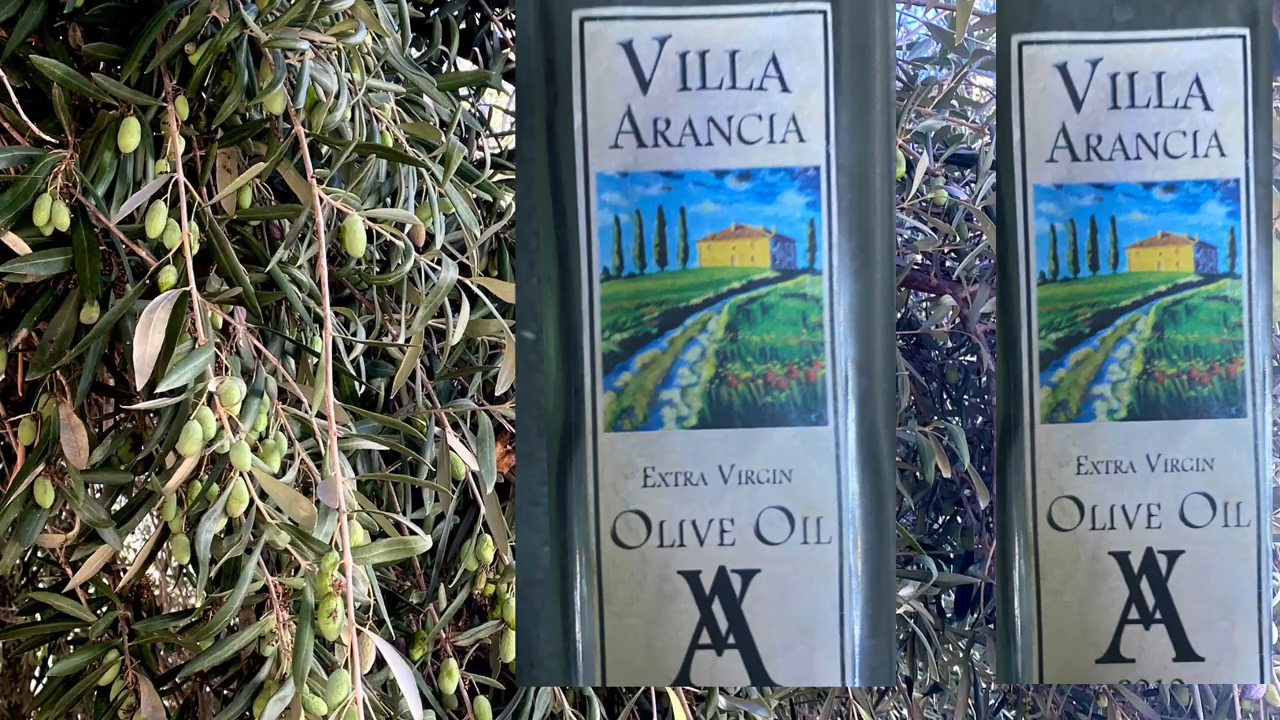 VILLA
ARANCIA
EXTRA VIRGIN
OLIVE OIL
VA
VILLA
ARANCIA
EXTRA VIRGIN
OLIVE OIL
VA